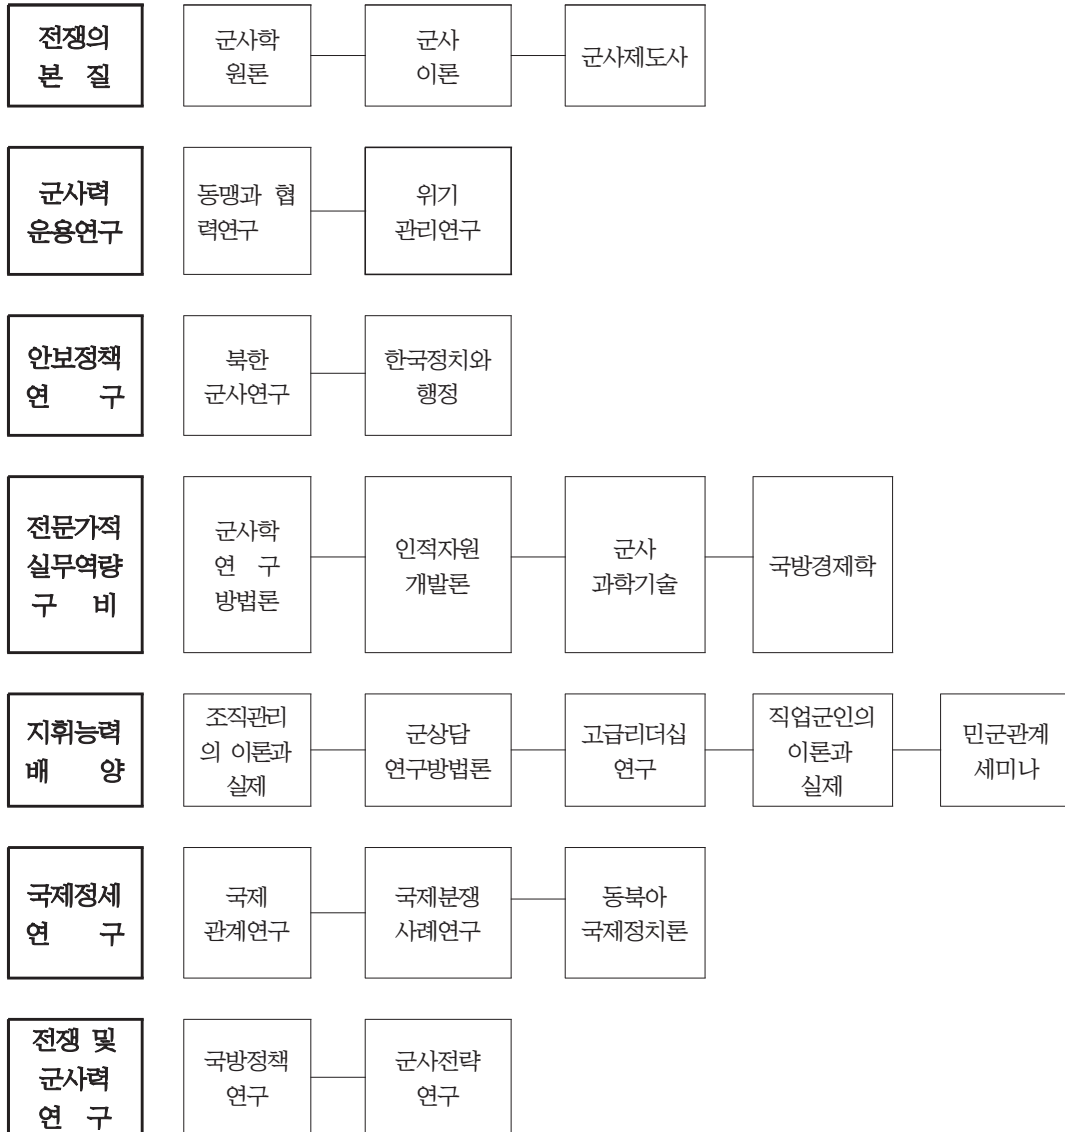 전쟁의
본 질
군사학
원론
군사
이론
군사제도사
군사력
운용연구
동맹과 협
력연구
위기
관리연구
안보정책
연 구
북한
군사연구
한국정치와
행정
전문가적
실무역량
구 비
군사학
연 구
방법론
인적자원
개발론
군사
과학기술
국방경제학
지휘능력
배 양
조직관리
의 이론과
실제
군상담
연구방법론
고급리더십
연구
직업군인의
이론과
실제
민군관계
세미나
국제정세
연 구
국제
관계연구
국제분쟁
사례연구
동북아
국제정치론
전쟁 및
군사력
연 구
국방정책
연구
군사전략
연구